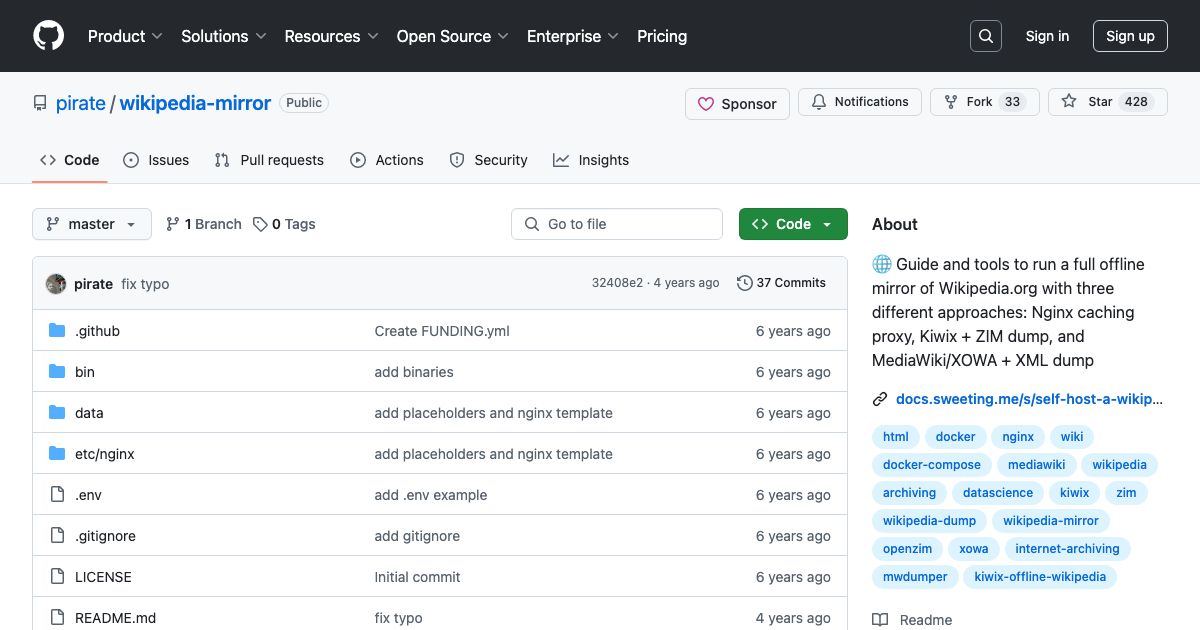 Product Solutions Resources Open Source Enterprise Pricing Sign in Sign up
pirate / wikipedia-mirror Public Sponsor Notifications Fork 33 Star 428
Code Issues Pull requests Actions Security Insights
master 1 Branch 0 Tags Go to file Code
pirate fix typo 32408e2 · 4 years ago 37 Commits
.github Create FUNDING.yml 6 years ago
bin add binaries 6 years ago
data add placeholders and nginx template 6 years ago
etc/nginx add placeholders and nginx template 6 years ago
.env add .env example 6 years ago
.gitignore add gitignore 6 years ago
LICENSE Initial commit 6 years ago
README.md fix typo 4 years ago
About
🌐 Guide and tools to run a full offline
mirror of Wikipedia.org with three
different approaches: Nginx caching
proxy, Kiwix + ZIM dump, and
MediaWiki/XOWA + XML dump
docs.sweeting.me/s/self-host-a-wikip...
html docker nginx wiki
docker-compose mediawiki wikipedia
archiving datascience kiwix zim
wikipedia-dump wikipedia-mirror
openzim xowa internet-archiving
mwdumper kiwix-offline-wikipedia
Readme